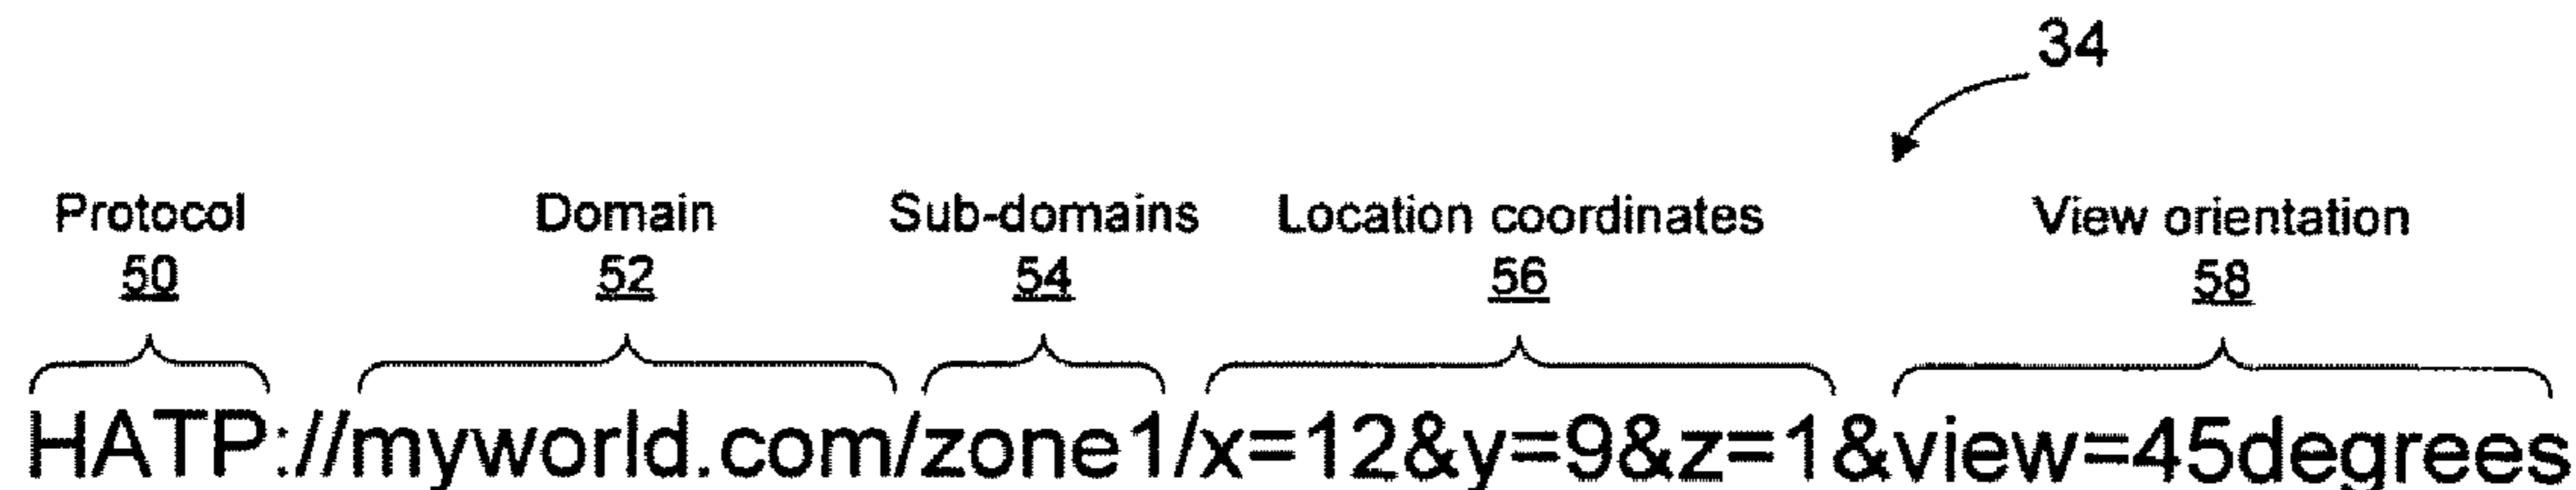 34
Protocol Domain Sub-domains Location coordinates View orientation
50 52 54 56 58
HATP://myworld.com/zone1/x=12&y=9&z=1&view=45degrees